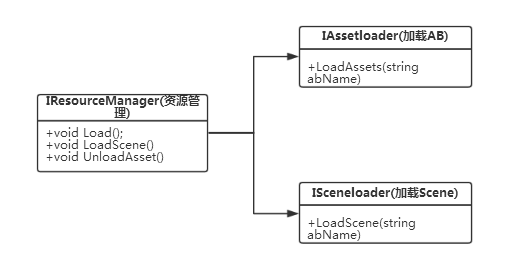 IAssetloader(加载AB)
+LoadAssets(string
abName)
IResourceManager(资源管
理)
+void Load();
+void LoadScene()
+void UnloadAsset()
ISceneloader(加载Scene)
+LoadScene(string
abName)